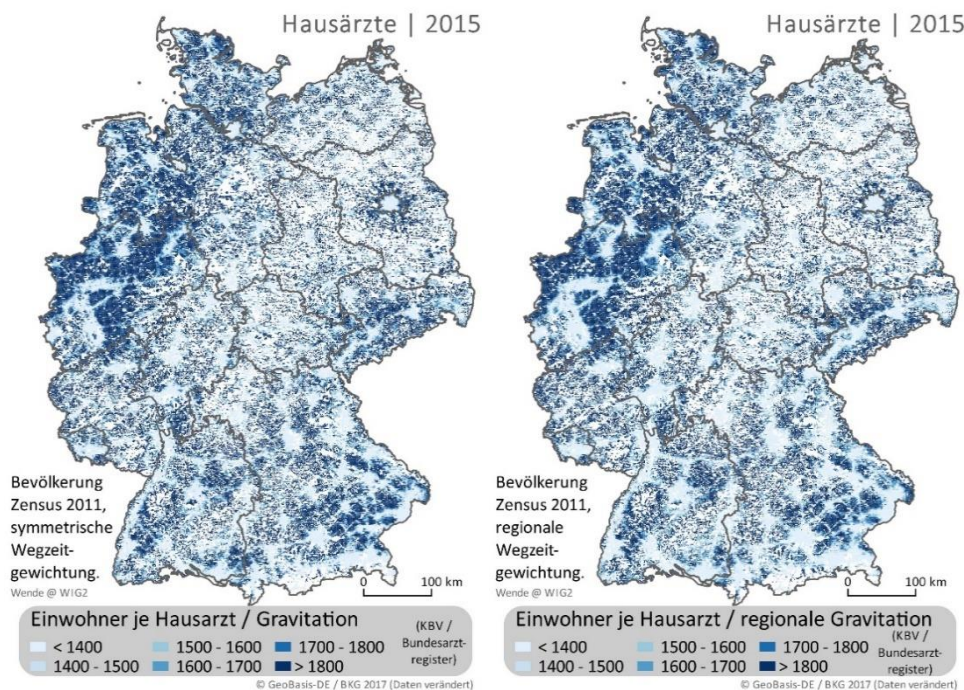 Hausärzte | 2015
Bevölkerung
Zensus 2011,
symmetrische
Wegzeit-
gewichtung.
Wende @ WIG2
0 100 km
Einwohner je Hausarzt / Gravitation
(KBV /
Bundesarzt-
register)
< 1400
1500 - 1600
1700 - 1800
1400 - 1500
1600 - 1700
> 1800
© GeoBasis-DE / BKG 2017 (Daten verändert)
Hausärzte | 2015
Bevölkerung
Zensus 2011,
regionale
Wegzeit-
gewichtung.
Wende @ WIG2
0 100 km
Einwohner je Hausarzt / regionale Gravitation
(KBV /
Bundesarzt-
register)
< 1400
1500 - 1600
1700 - 1800
1400 - 1500
1600 - 1700
> 1800
© GeoBasis-DE / BKG 2017 (Daten verändert)